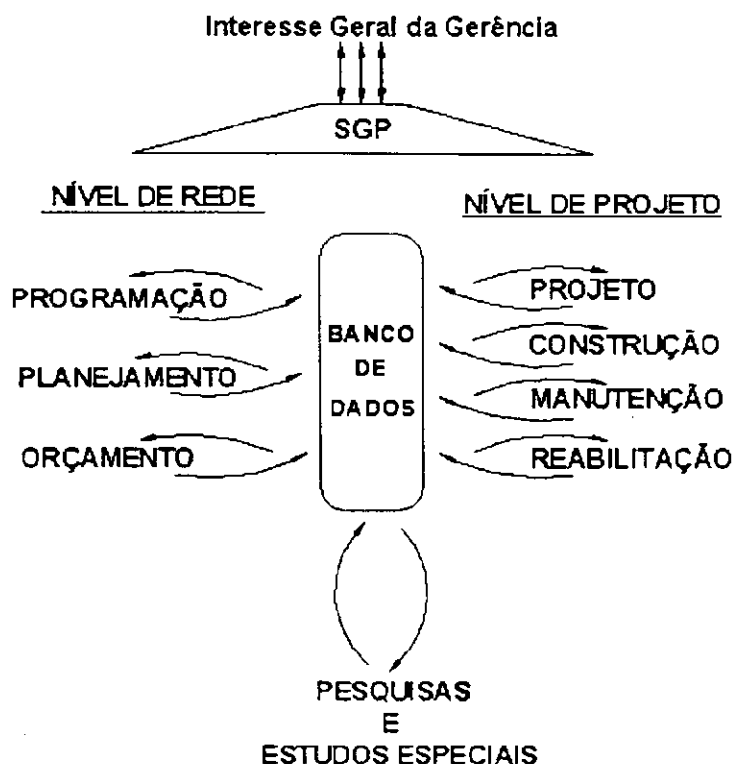 Interesse Geral da Gerência
SGP
NÍVEL DE REDE
NÍVEL DE PROJETO
PROGRAMAÇÃO
PLANEJAMENTO
ORÇAMENTO
BANCO
DE
DADOS
PROJETO
CONSTRUÇÃO
MANUTENÇÃO
REABILITAÇÃO
PESQUISAS
E
ESTUDOS ESPECIAIS